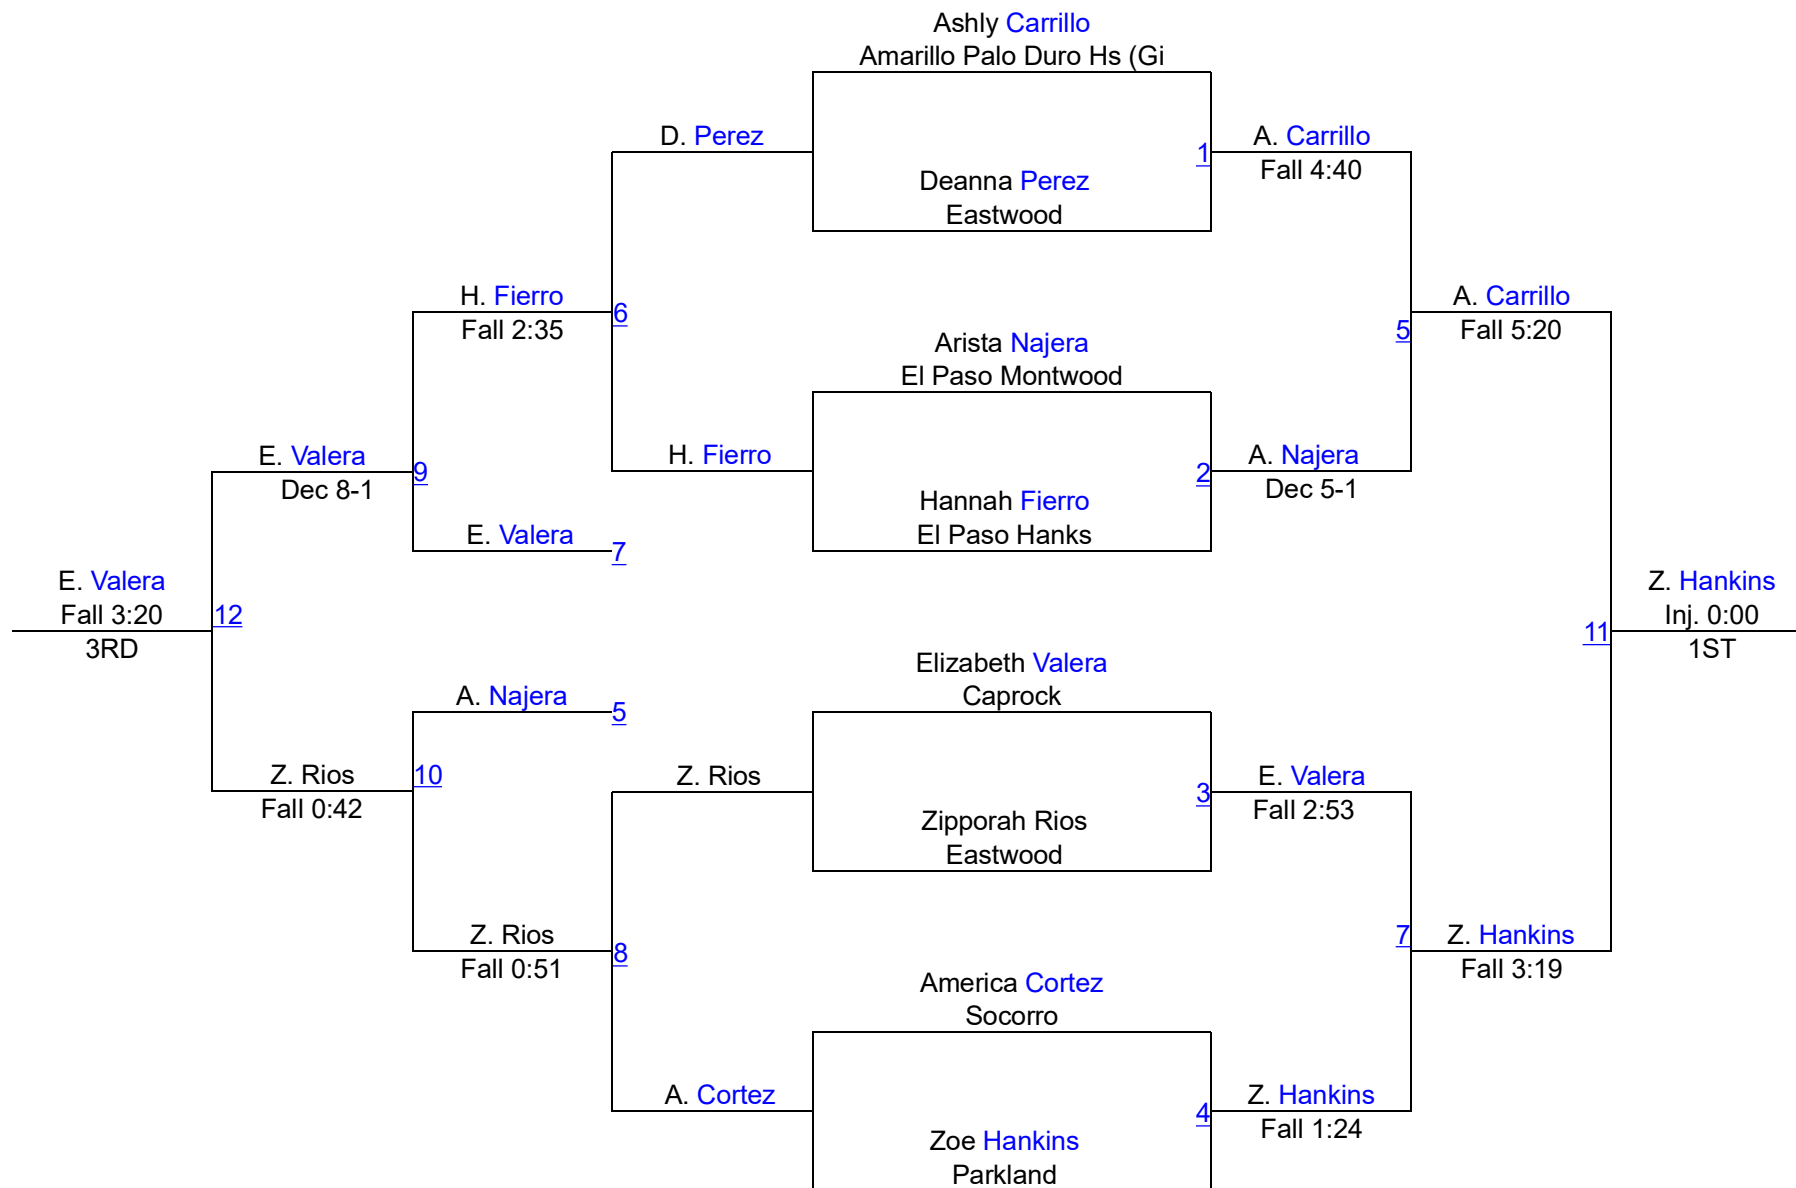 Ashly Carrillo
Amarillo Palo Duro Hs (Gi
D. Perez
1
A. Carrillo
Fall 4:40
Deanna Perez
Eastwood
H. Fierro
Fall 2:35
6
A. Carrillo
Fall 5:20
5
Arista Najera
El Paso Montwood
E. Valera
Dec 8-1
9
H. Fierro
2
A. Najera
Dec 5-1
Hannah Fierro
El Paso Hanks
E. Valera
7
E. Valera
Fall 3:20
3RD
12
Z. Hankins
Inj. 0:00
1ST
11
Elizabeth Valera
Caprock
A. Najera
5
Z. Rios
Fall 0:42
10
Z. Rios
3
E. Valera
Fall 2:53
Zipporah Rios
Eastwood
Z. Rios
Fall 0:51
8
7
Z. Hankins
Fall 3:19
America Cortez
Socorro
A. Cortez
4
Z. Hankins
Fall 1:24
Zoe Hankins
Parkland